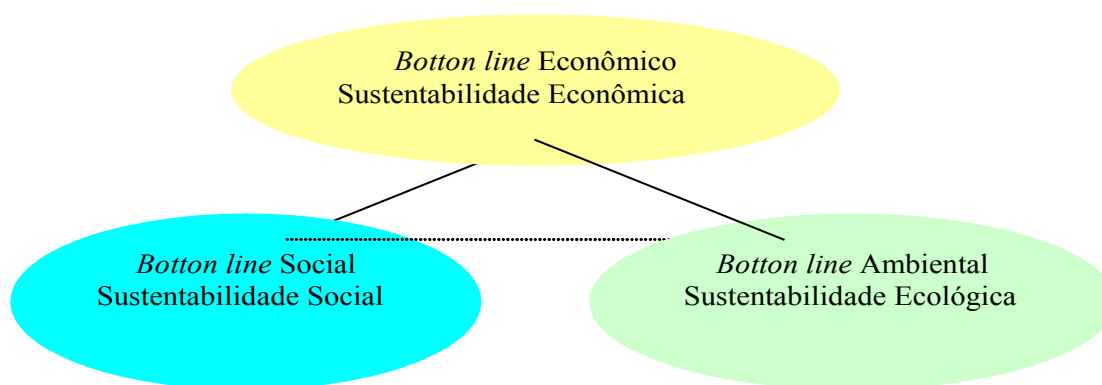 Botton line Econômico
Sustentabilidade Econômica
Botton line Social
Sustentabilidade Social
Botton line Ambiental
Sustentabilidade Ecológica